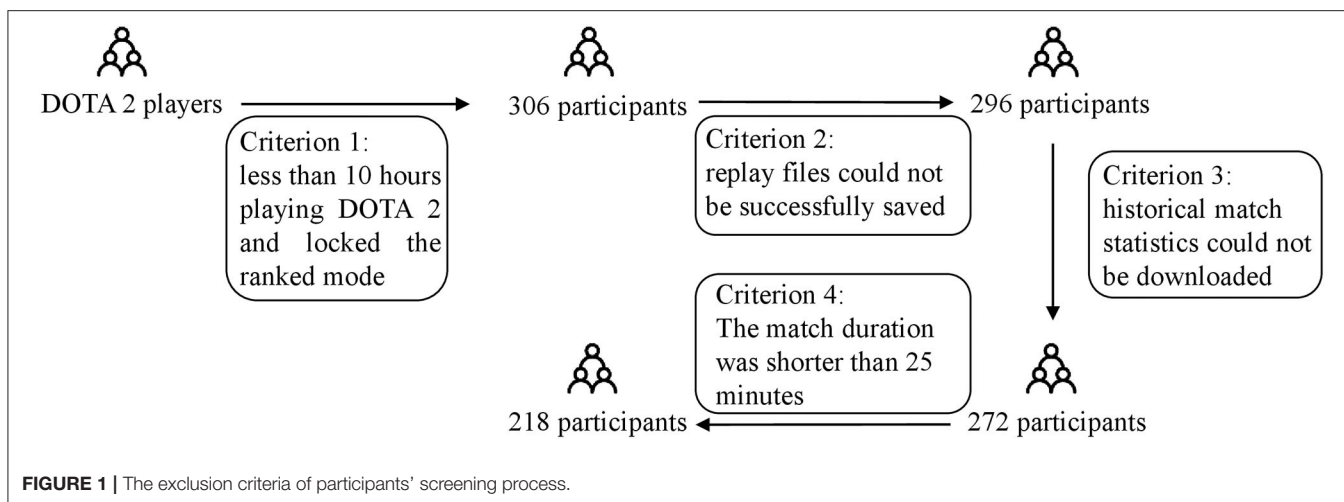 DOTA 2 players
Criterion 1:
less than 10 hours
playing DOTA 2
and locked the
ranked mode
306 participants
Criterion 2:
replay files could not
be successfully saved
296 participants
Criterion 3:
historical match
statistics could not
be downloaded
272 participants
Criterion 4:
The match duration
was shorter than 25
minutes
218 participants
FIGURE 1 | The exclusion criteria of participants’ screening process.